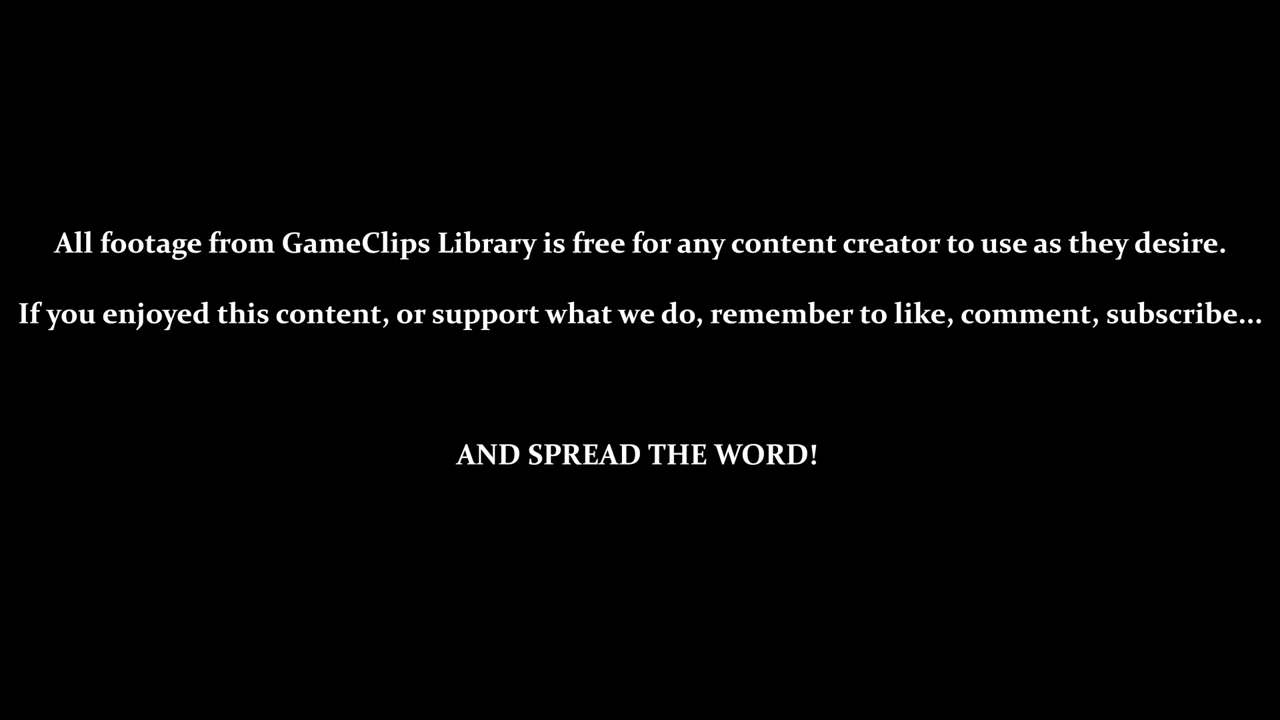 All footage from GameClips Library is free for any content creator to use as they desire.
If you enjoyed this content, or support what we do, remember to like, comment, subscribe...
AND SPREAD THE WORD!